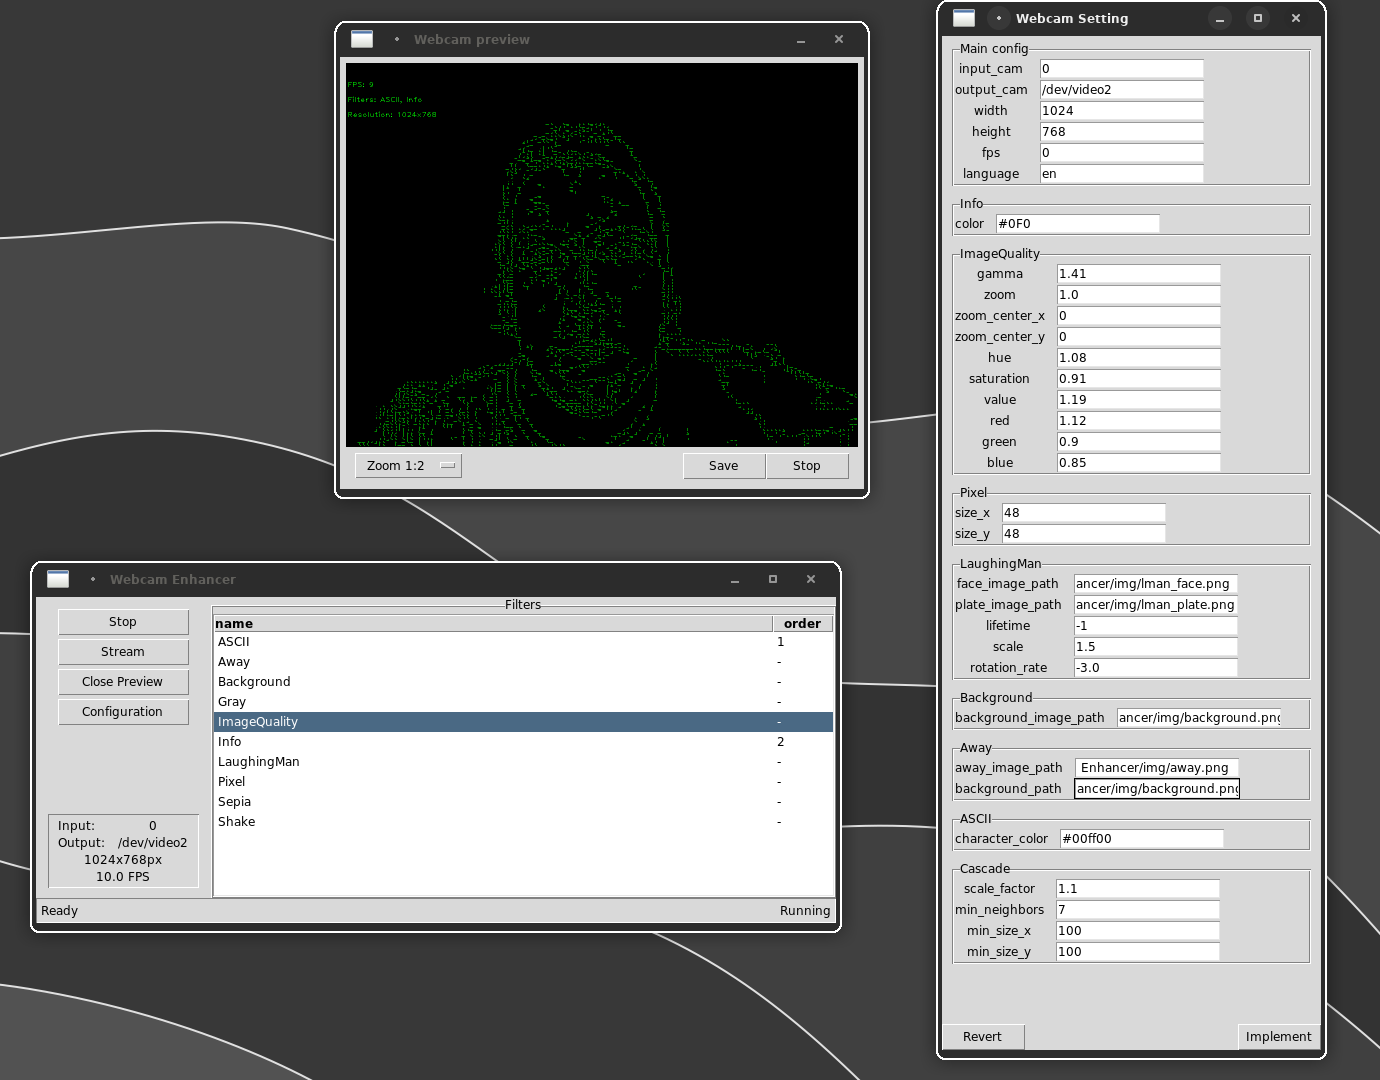 Webcam preview
FPS: 9
Filters: ASCII, Info
Resolution: 1024x768
Zoom 1:2
Save
Stop
Webcam Enhancer
Stop
Stream
Close Preview
Configuration
Input: 0
Output: /dev/video2
1024x768px
10.0 FPS
Filters
name order
ASCII 1
Away -
Background -
Gray -
ImageQuality -
Info 2
LaughingMan -
Pixel -
Sepia -
Shake -
Ready
Running
Webcam Setting
Main config
input_cam 0
output_cam /dev/video2
width 1024
height 768
fps 0
language en
Info
color #0F0
ImageQuality
gamma 1.41
zoom 1.0
zoom_center_x 0
zoom_center_y 0
hue 1.08
saturation 0.91
value 1.19
red 1.12
green 0.9
blue 0.85
Pixel
size_x 48
size_y 48
LaughingMan
face_image_path ancer/img/lman_face.png
plate_image_path ancer/img/lman_plate.png
lifetime -1
scale 1.5
rotation_rate -3.0
Background
background_image_path ancer/img/background.png
Away
away_image_path Enhancer/img/away.png
background_path ancer/img/background.png
ASCII
character_color #00ff00
Cascade
scale_factor 1.1
min_neighbors 7
min_size_x 100
min_size_y 100
Revert
Implement